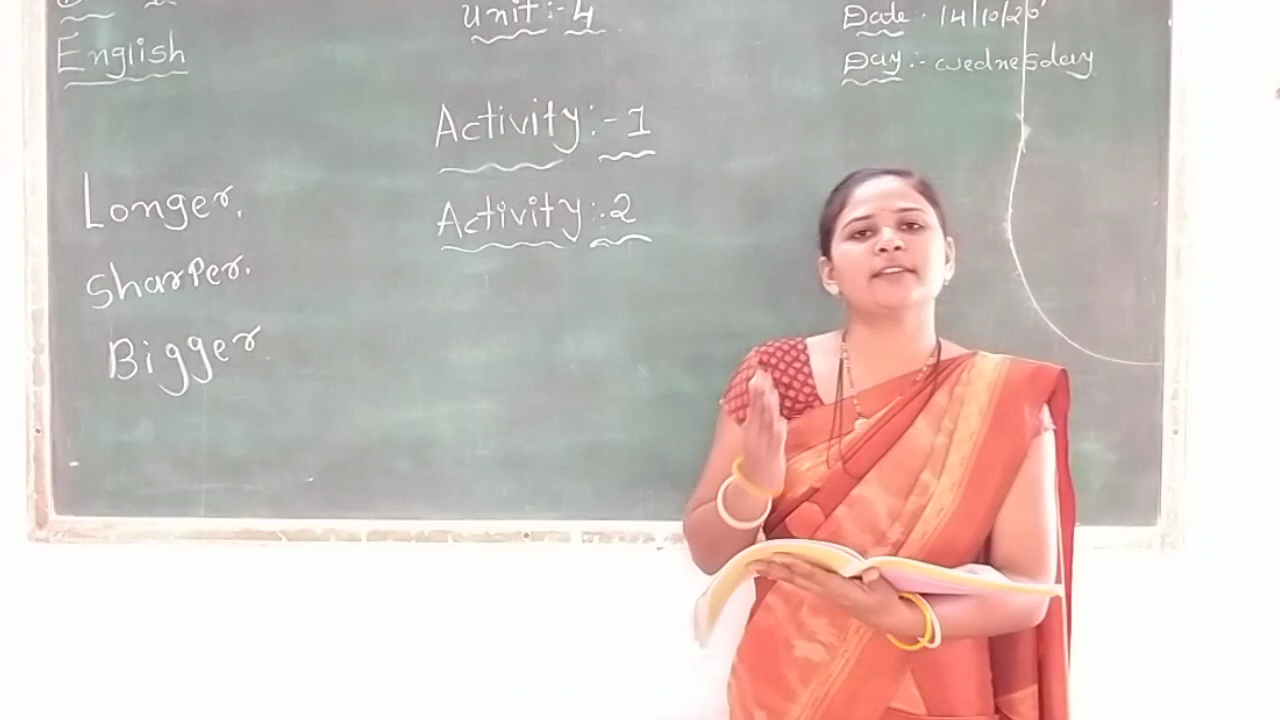 Unit:- 4
Date - 14/10/20
English
Day :- wednesday
Activity:- 1
Longer.
Activity:- 2
Sharper.
Bigger.